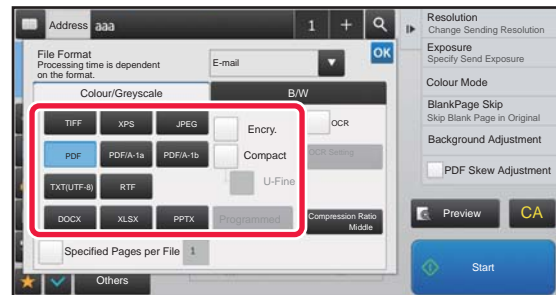 Address aaa 1 +
File Format
Processing time is dependent
on the format.
E-mail
OK
Colour/Greyscale
B/W
TIFF XPS JPEG Encry. OCR
PDF PDF/A-1a PDF/A-1b Compact OCR Setting
TXT(UTF-8) RTF U-Fine
DOCX XLSX PPTX Programmed Compression Ratio
Middle
Specified Pages per File 1
Others
Resolution
Change Sending Resolution
Exposure
Specify Send Exposure
Colour Mode
BlankPage Skip
Skip Blank Page in Original
Background Adjustment
PDF Skew Adjustment
Preview CA
Start